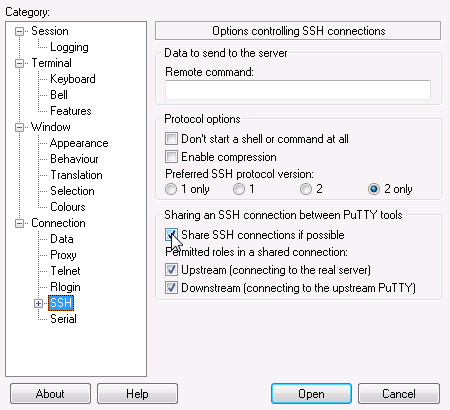 Category:
Session
Logging
Terminal
Keyboard
Bell
Features
Window
Appearance
Behaviour
Translation
Selection
Colours
Connection
Data
Proxy
Telnet
Rlogin
SSH
Serial
Options controlling SSH connections
Data to send to the server
Remote command:
Protocol options
Don't start a shell or command at all
Enable compression
Preferred SSH protocol version:
1 only 1 2 2 only
Sharing an SSH connection between PuTTY tools
Share SSH connections if possible
Permitted roles in a shared connection:
Upstream (connecting to the real server)
Downstream (connecting to the upstream PuTTY)
About Help Open Cancel